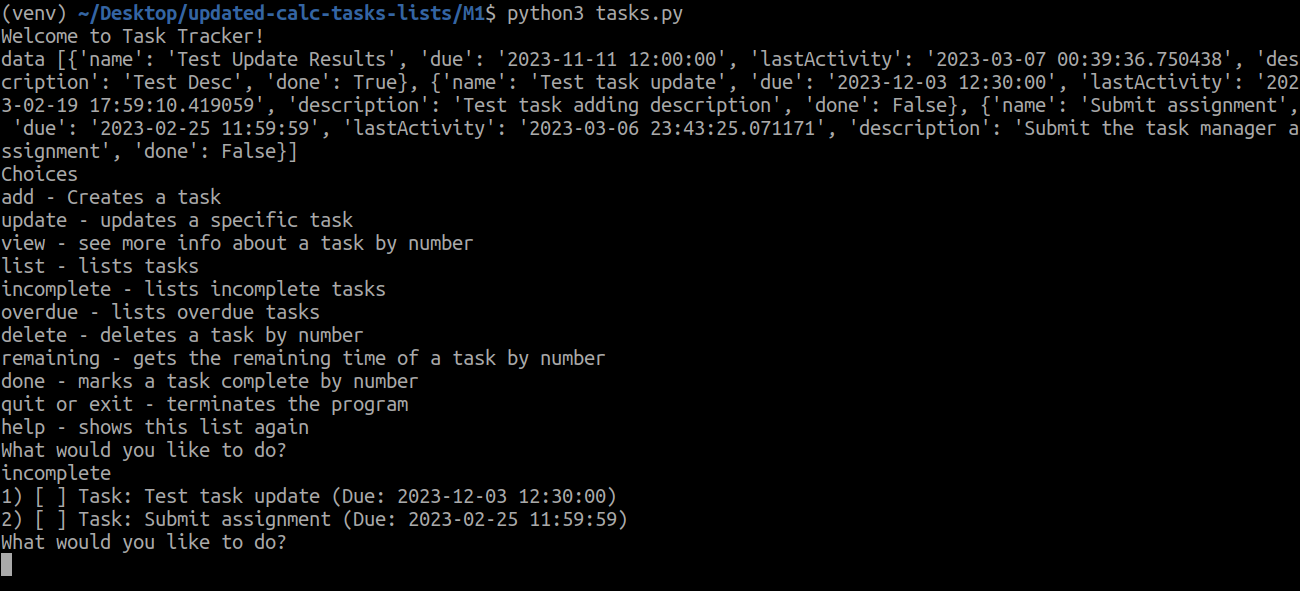 (venv) ~/Desktop/updated-calc-tasks-lists/M1$ python3 tasks.py
Welcome to Task Tracker!
data [{'name': 'Test Update Results', 'due': '2023-11-11 12:00:00', 'lastActivity': '2023-03-07 00:39:36.750438', 'des
cription': 'Test Desc', 'done': True}, {'name': 'Test task update', 'due': '2023-12-03 12:30:00', 'lastActivity': '202
3-02-19 17:59:10.419059', 'description': 'Test task adding description', 'done': False}, {'name': 'Submit assignment',
 'due': '2023-02-25 11:59:59', 'lastActivity': '2023-03-06 23:43:25.071171', 'description': 'Submit the task manager a
ssignment', 'done': False}]
Choices
add - Creates a task
update - updates a specific task
view - see more info about a task by number
list - lists tasks
incomplete - lists incomplete tasks
overdue - lists overdue tasks
delete - deletes a task by number
remaining - gets the remaining time of a task by number
done - marks a task complete by number
quit or exit - terminates the program
help - shows this list again
What would you like to do?
incomplete
1) [ ] Task: Test task update (Due: 2023-12-03 12:30:00)
2) [ ] Task: Submit assignment (Due: 2023-02-25 11:59:59)
What would you like to do?